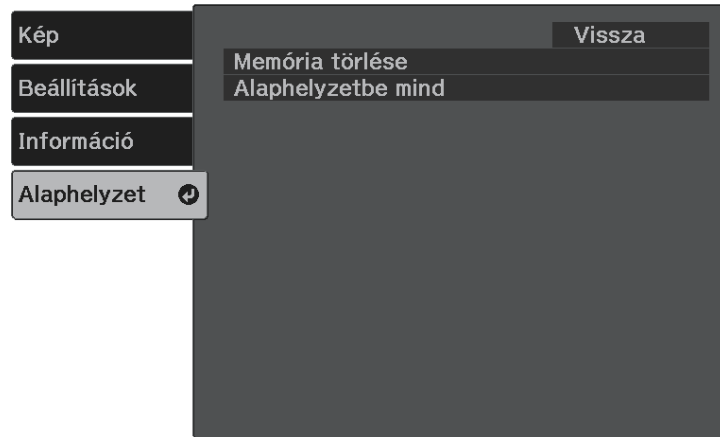 Kép
Beállítások
Információ
Alaphelyzet
Vissza
Memória törlése
Alaphelyzetbe mind